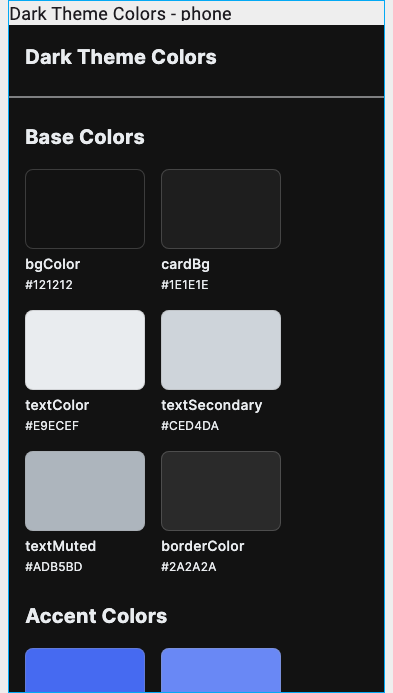 Dark Theme Colors - phone
Dark Theme Colors
Base Colors
bgColor cardBg
#121212 #1E1E1E
textColor textSecondary
#E9ECEF #CED4DA
textMuted borderColor
#ADB5BD #2A2A2A
Accent Colors